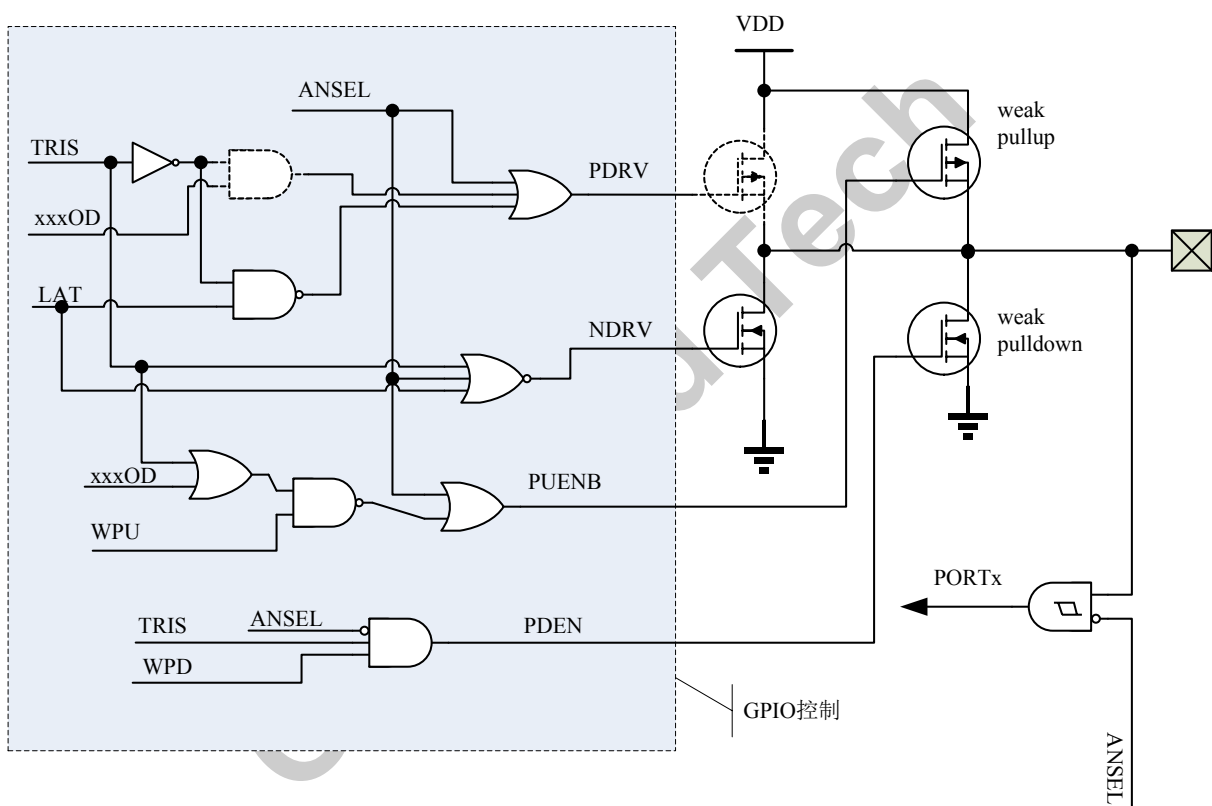 VDD
ANSEL
weak
pullup
TRIS
PDRV
xxxOD
LAT
NDRV
weak
pulldown
xxxOD
PUENB
WPU
PORTx
ANSEL
TRIS
PDEN
WPD
GPIO控制
ANSEL
d Tech